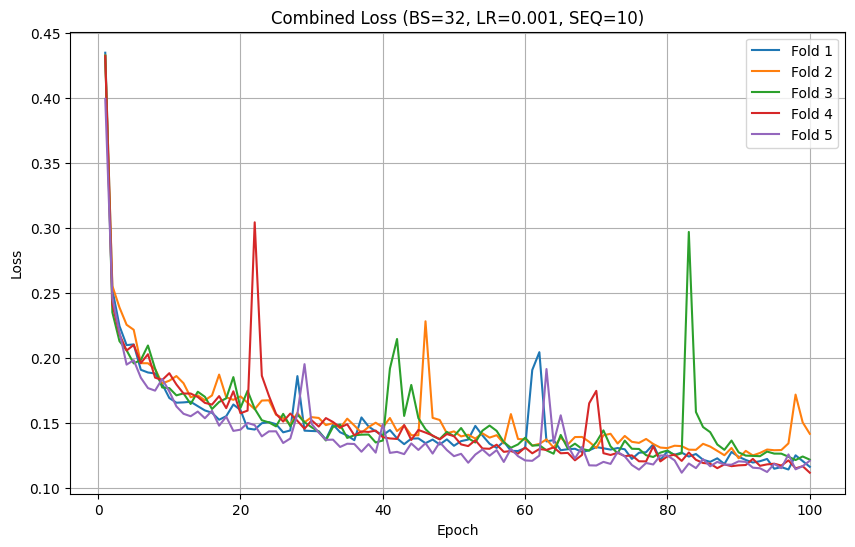 Combined Loss (BS=32, LR=0.001, SEQ=10)
0.45
0.40
0.35
0.30
0.25
0.20
0.15
0.10
Loss
Fold 1
Fold 2
Fold 3
Fold 4
Fold 5
0 20 40 60 80 100
Epoch